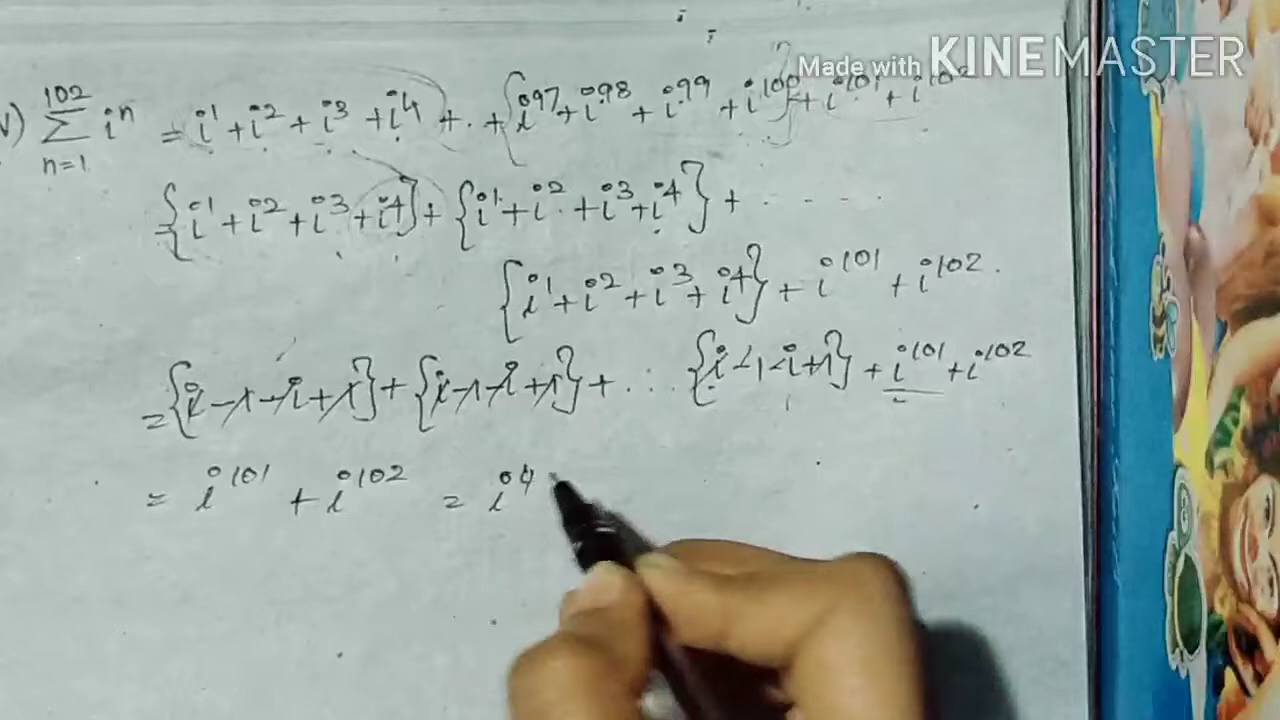 Made with KINEMASTER
v) \sum_{n=1}^{102} i^n = i^1 + i^2 + i^3 + i^4 + .. + {i^97 + i^98 + i^99 + i^100} + i^101 + i^102
= {i^1 + i^2 + i^3 + i^4} + {i^1 + i^2 + i^3 + i^4} + .....
{i^1 + i^2 + i^3 + i^4} + i^101 + i^102.
= {i - 1 - i + 1} + {i - 1 - i + 1} + .... {i - 1 - i + 1} + i^101 + i^102
= i^101 + i^102 = i^4